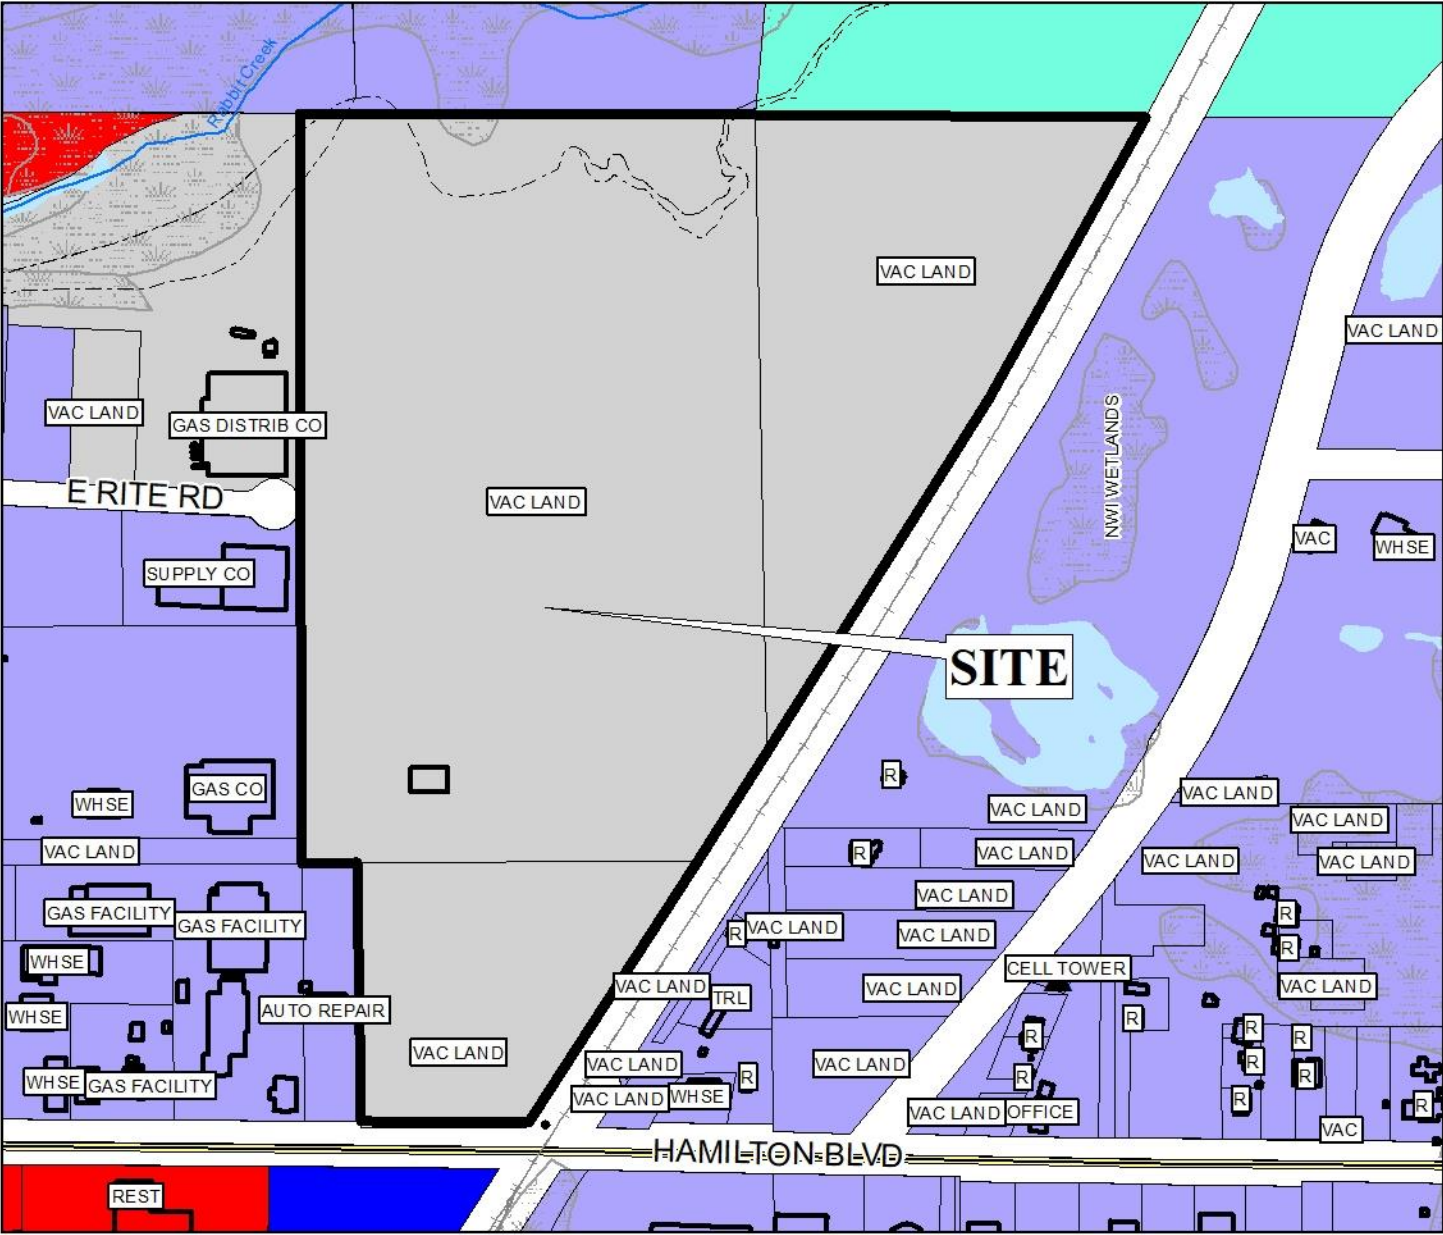 Rabbit Creek
VAC LAND
VAC LAND
VAC LAND
GAS DISTRIB CO
E RITE RD
VAC LAND
NWI WETLANDS
VAC
WHSE
SUPPLY CO
SITE
GAS CO
WHSE
R
VAC LAND
VAC LAND
VAC LAND
VAC LAND
R
VAC LAND
VAC LAND
VAC LAND
VAC LAND
GAS FACILITY
GAS FACILITY
R
VAC LAND
VAC LAND
R
R
WHSE
CELL TOWER
VAC LAND
TRL
VAC LAND
VAC LAND
WHSE
AUTO REPAIR
R
R
R
R
VAC LAND
VAC LAND
VAC LAND
R
WHSE
GAS FACILITY
R
R
R
VAC LAND
WHSE
VAC LAND
OFFICE
R
R
VAC
HAMILTON BLVD
REST